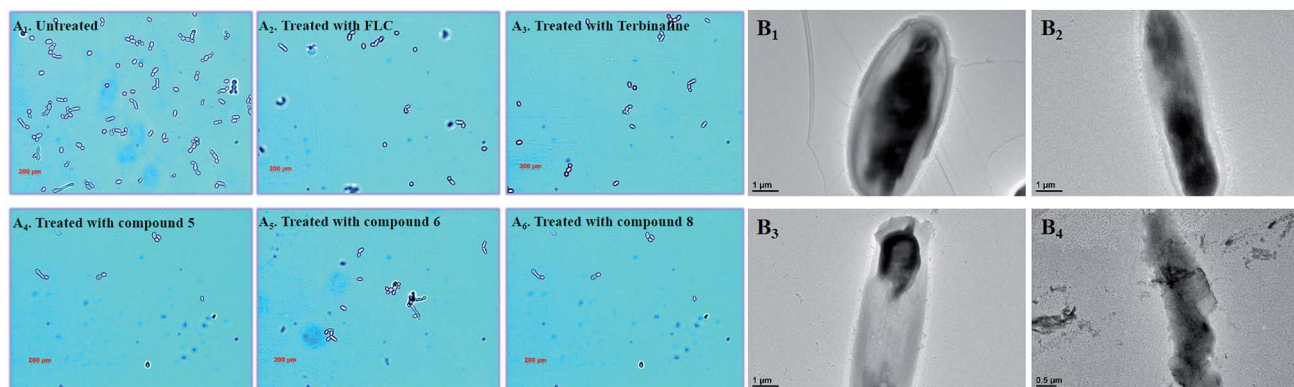 A₁. Untreated
200 µm
A₂. Treated with FLC
200 µm
A₃. Treated with Terbinafine
200 µm
B₁
1 µm
B₂
1 µm
A₄. Treated with compound 5
200 µm
A₅. Treated with compound 6
200 µm
A₆. Treated with compound 8
200 µm
B₃
1 µm
B₄
0.5 µm